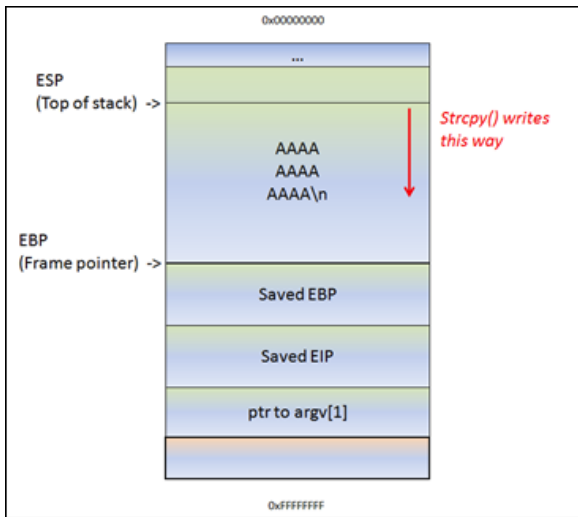 0x00000000
...
ESP
(Top of stack) ->
Strcpy() writes
this way
AAAA
AAAA
AAAA\n
EBP
(Frame pointer) ->
Saved EBP
Saved EIP
ptr to argv[1]
0xFFFFFFFF